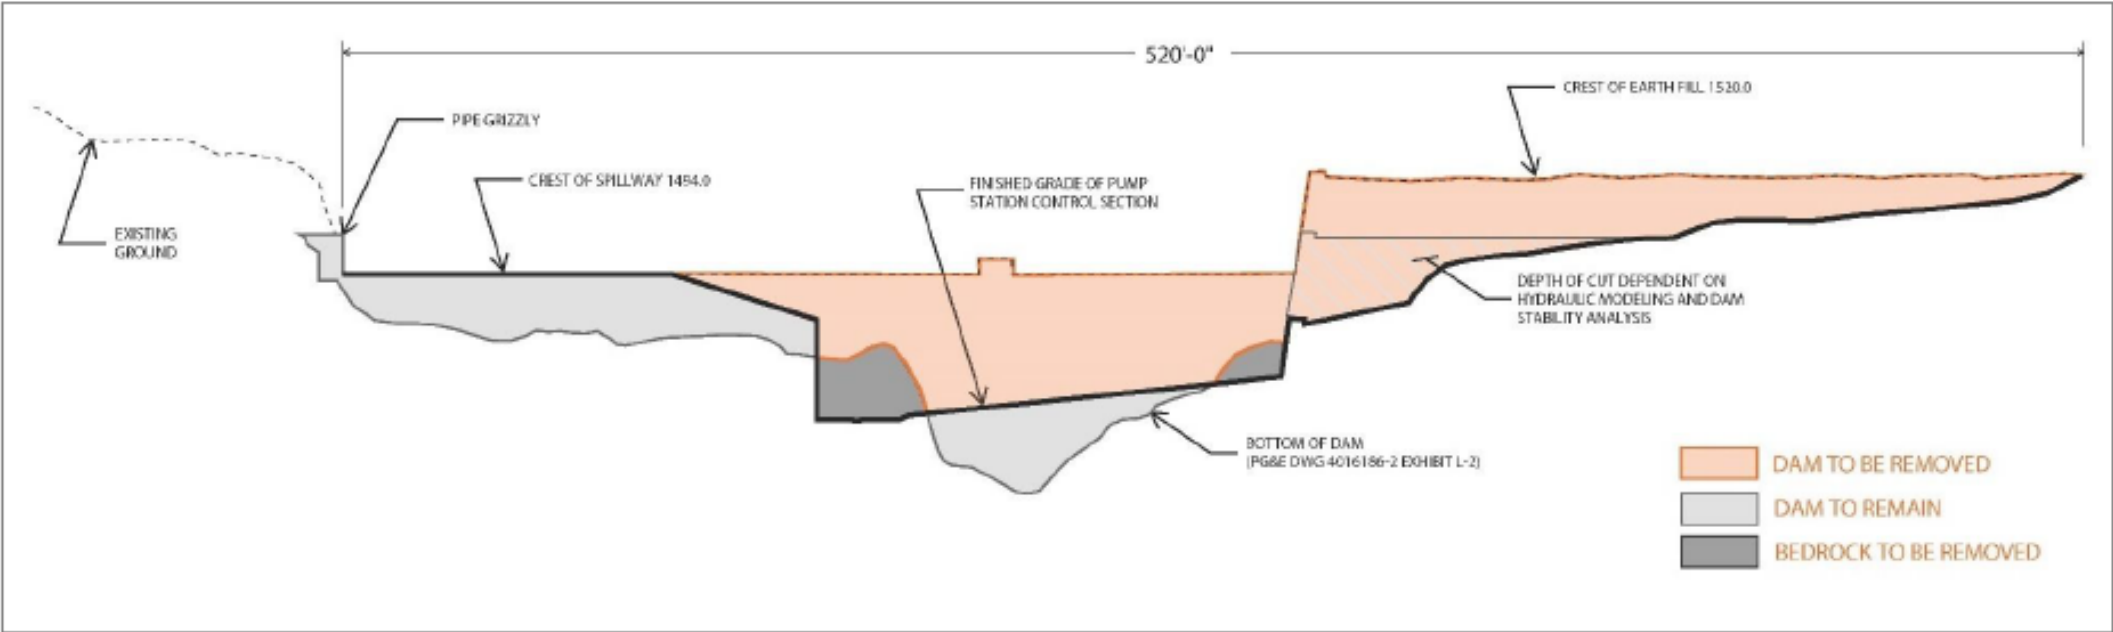 520'-0"
CREST OF EARTH FILL 1520.0
PIPE GRIZZLY
CREST OF SPILLWAY 1494.0
FINISHED GRADE OF PUMP
STATION CONTROL SECTION
EXISTING
GROUND
DEPTH OF CUT DEPENDENT ON
HYDRAULIC MODELING AND DAM
STABILITY ANALYSIS
BOTTOM OF DAM
(PG&E DWG 4016186-2 EXHIBIT L-2)
DAM TO BE REMOVED
DAM TO REMAIN
BEDROCK TO BE REMOVED